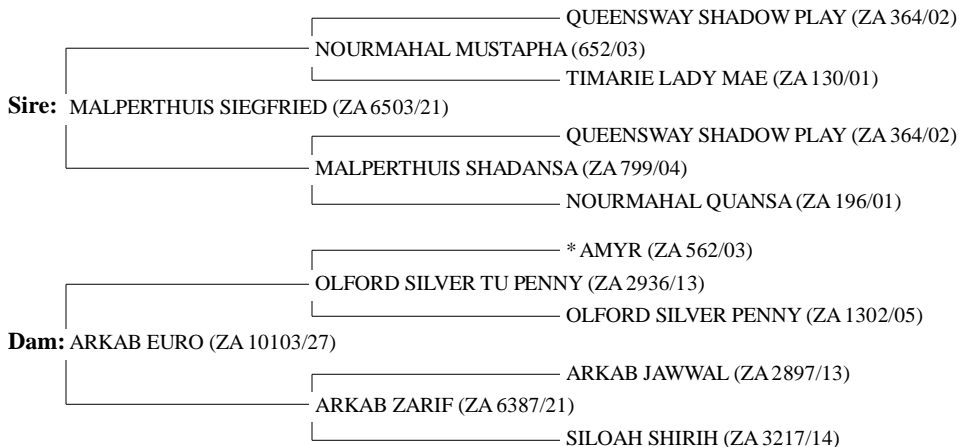 QUEENSWAY SHADOW PLAY (ZA 364/02)
NOURMAHAL MUSTAPHA (652/03)
TIMARIE LADY MAE (ZA 130/01)
Sire: MALPERTHUIS SIEGFRIED (ZA 6503/21)
QUEENSWAY SHADOW PLAY (ZA 364/02)
MALPERTHUIS SHADANSA (ZA 799/04)
NOURMAHAL QUANSA (ZA 196/01)
* AMYR (ZA 562/03)
OLFORD SILVER TU PENNY (ZA 2936/13)
OLFORD SILVER PENNY (ZA 1302/05)
Dam: ARKAB EURO (ZA 10103/27)
ARKAB JAWWAL (ZA 2897/13)
ARKAB ZARIF (ZA 6387/21)
SILOAH SHIRIH (ZA 3217/14)